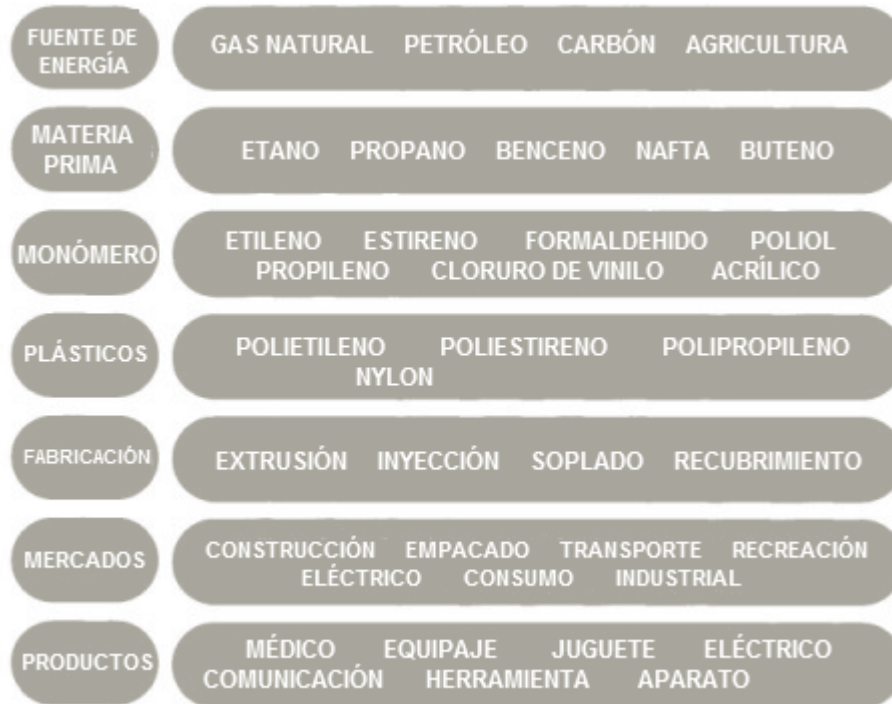 FUENTE DE
ENERGÍA
GAS NATURAL PETRÓLEO CARBÓN AGRICULTURA
MATERIA
PRIMA
ETANO PROPANO BENCENO NAFTA BUTENO
MONÓMERO
ETILENO ESTIRENO FORMALDEHIDO POLIOL
PROPILENO CLORURO DE VINILO ACRÍLICO
PLÁSTICOS
POLIETILENO POLIESTIRENO POLIPROPILENO
NYLON
FABRICACIÓN
EXTRUSIÓN INYECCIÓN SOPLADO RECUBRIMIENTO
MERCADOS
CONSTRUCCIÓN EMPACADO TRANSPORTE RECREACIÓN
ELÉCTRICO CONSUMO INDUSTRIAL
PRODUCTOS
MÉDICO EQUIPAJE JUGUETE ELÉCTRICO
COMUNICACIÓN HERRAMIENTA APARATO